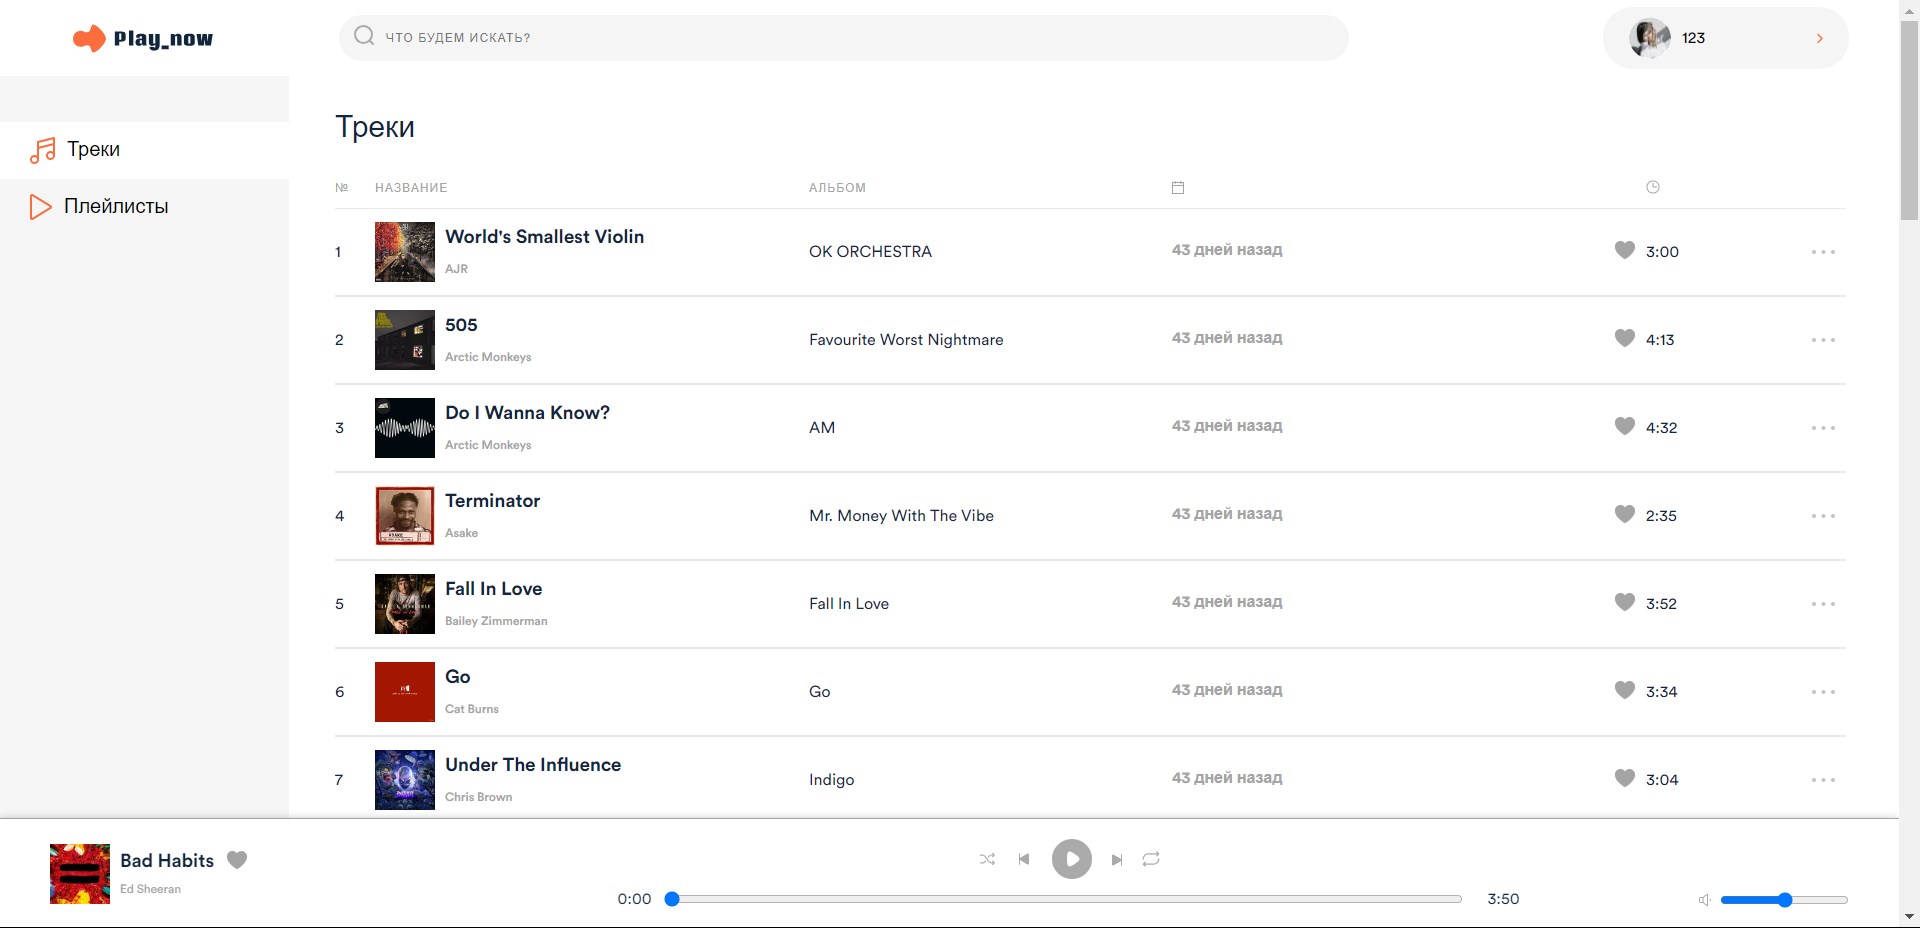 Play_now
ЧТО БУДЕМ ИСКАТЬ?
123
Треки
Плейлисты
Треки
№ НАЗВАНИЕ АЛЬБОМ
1 World's Smallest Violin OK ORCHESTRA 43 дней назад 3:00
AJR
2 505 Favourite Worst Nightmare 43 дней назад 4:13
Arctic Monkeys
3 Do I Wanna Know? AM 43 дней назад 4:32
Arctic Monkeys
4 Terminator Mr. Money With The Vibe 43 дней назад 2:35
Asake
5 Fall In Love Fall In Love 43 дней назад 3:52
Bailey Zimmerman
6 Go Go 43 дней назад 3:34
Cat Burns
7 Under The Influence Indigo 43 дней назад 3:04
Chris Brown
Bad Habits
Ed Sheeran
0:00 3:50